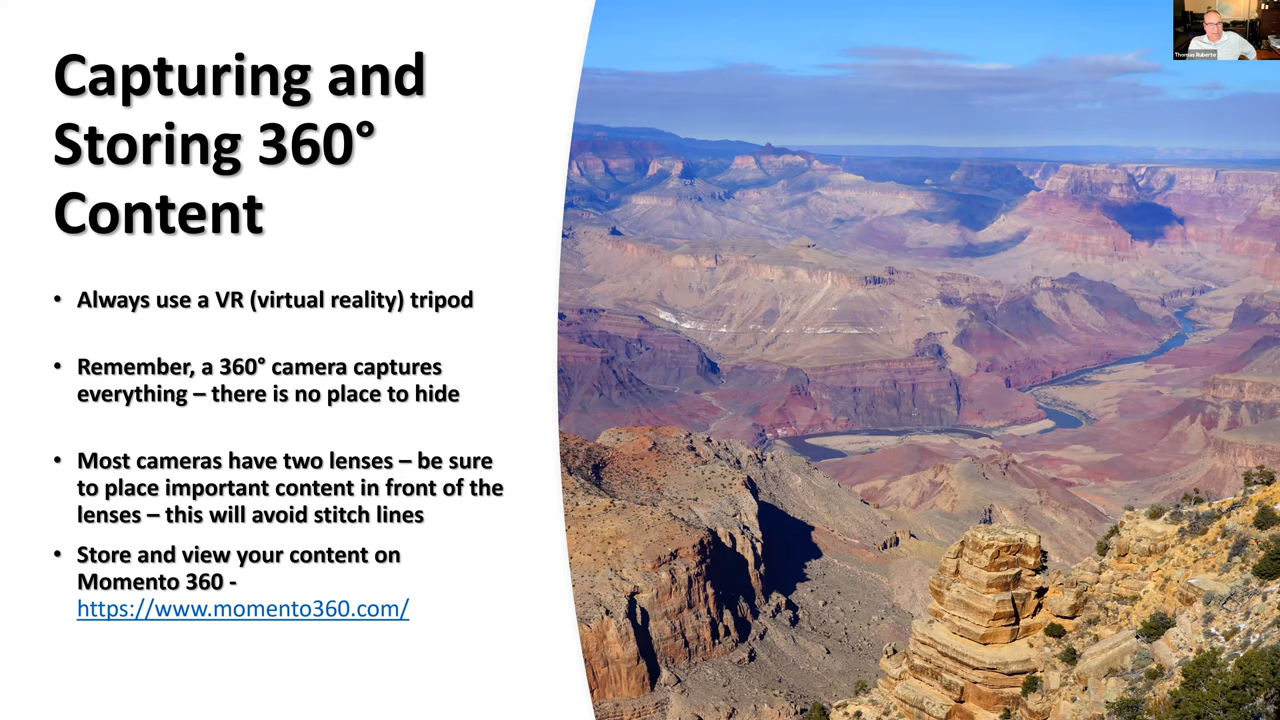 Capturing and
Storing 360°
Content
• Always use a VR (virtual reality) tripod
• Remember, a 360° camera captures
everything – there is no place to hide
• Most cameras have two lenses – be sure
to place important content in front of the
lenses – this will avoid stitch lines
• Store and view your content on
Momento 360 -
https://www.momento360.com/
Thomas Ruberto